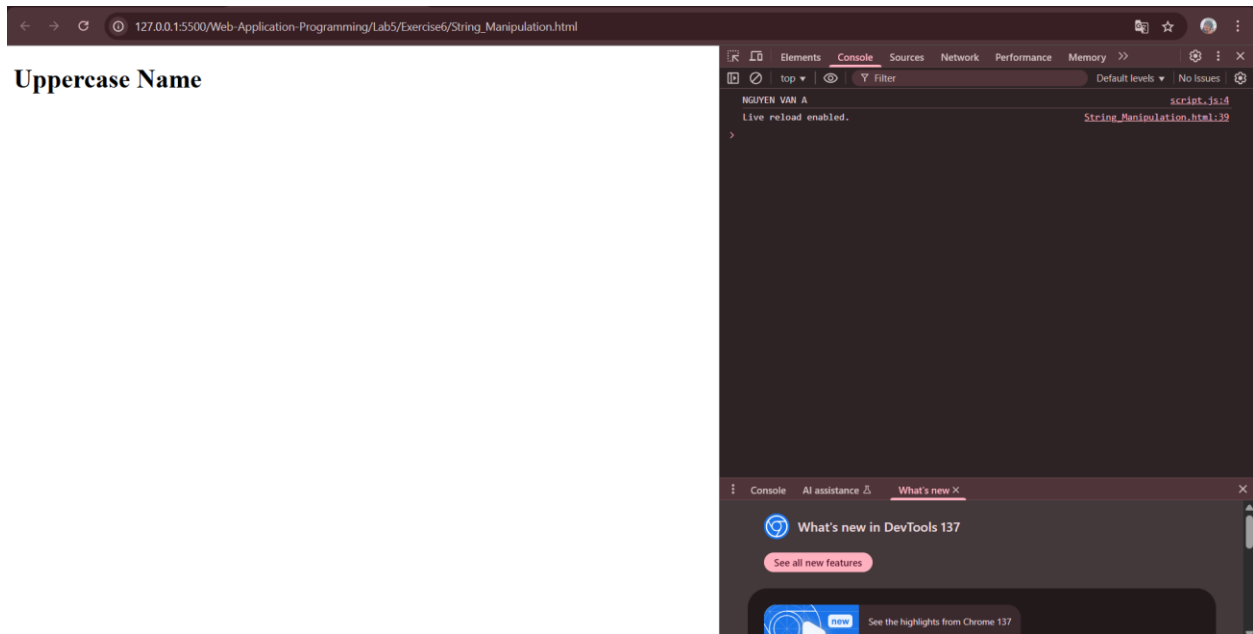 127.0.0.1:5500/Web-Application-Programming/Lab5/Exercise6/String_Manipulation.html
Uppercase Name
Elements Console Sources Network Performance Memory
top Filter Default levels No Issues
NGUYEN VAN A script.js:4
Live reload enabled. String_Manipulation.html:39
Console AI assistance What's new
What's new in DevTools 137
See all new features
new See the highlights from Chrome 137